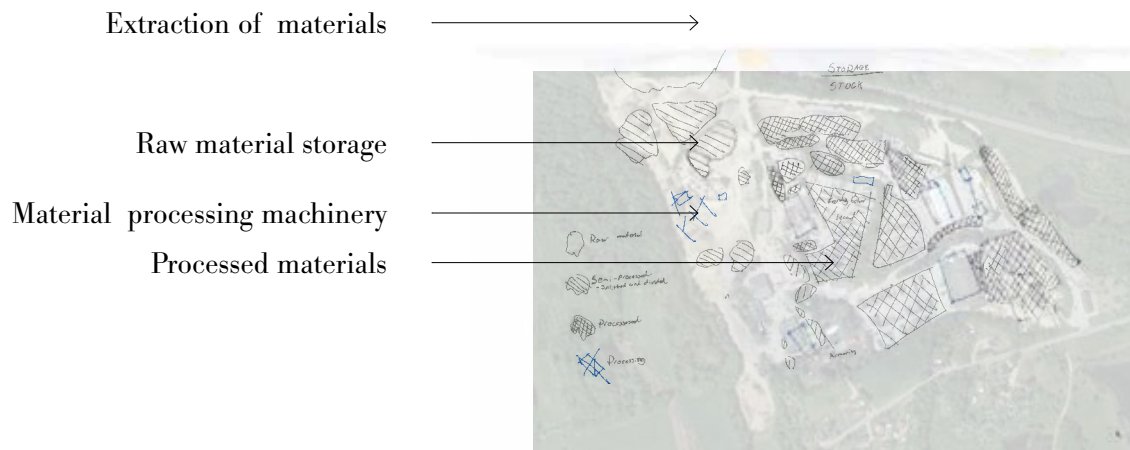 Extraction of materials
STORAGE
STOCK
Raw material storage
Material processing machinery
Raw material
Processed materials
Semi-processed
Processed
Processing